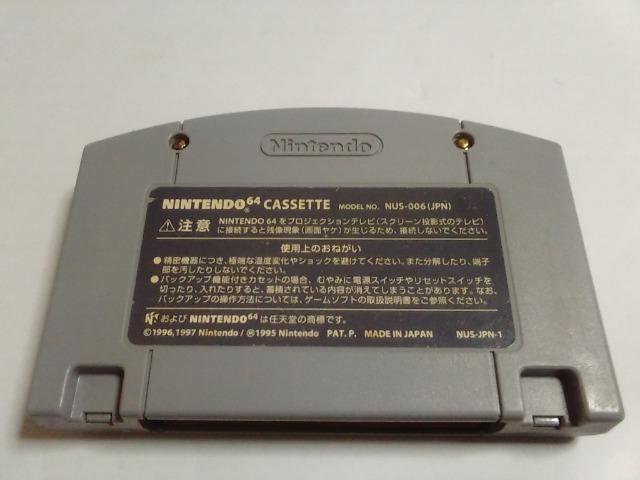 Nintendo
NINTENDO64 CASSETTE MODEL NO. NUS-006(JPN)
⚠注意 NINTENDO 64をプロジェクションテレビ(スクリーン投影式のテレビ)
に接続すると残像現象(画面ヤケ)が生じるため、接続しないでください。
使用上のおねがい
●精密機器につき、極端な温度変化やショックを避けてください。また分解したり、端子
部を汚したりしないでください。
●バックアップ機能付きカセットの場合、むやみに電源スイッチやリセットスイッチを
切ったり、入れたりすると、蓄積されている内容が消えてしまうことがあります。なお、
バックアップの操作方法については、ゲームソフトの取扱説明書をご参照ください。
および NINTENDO64 は任天堂の商標です。
©1996,1997 Nintendo/℗1995 Nintendo PAT. P. MADE IN JAPAN NUS-JPN-1